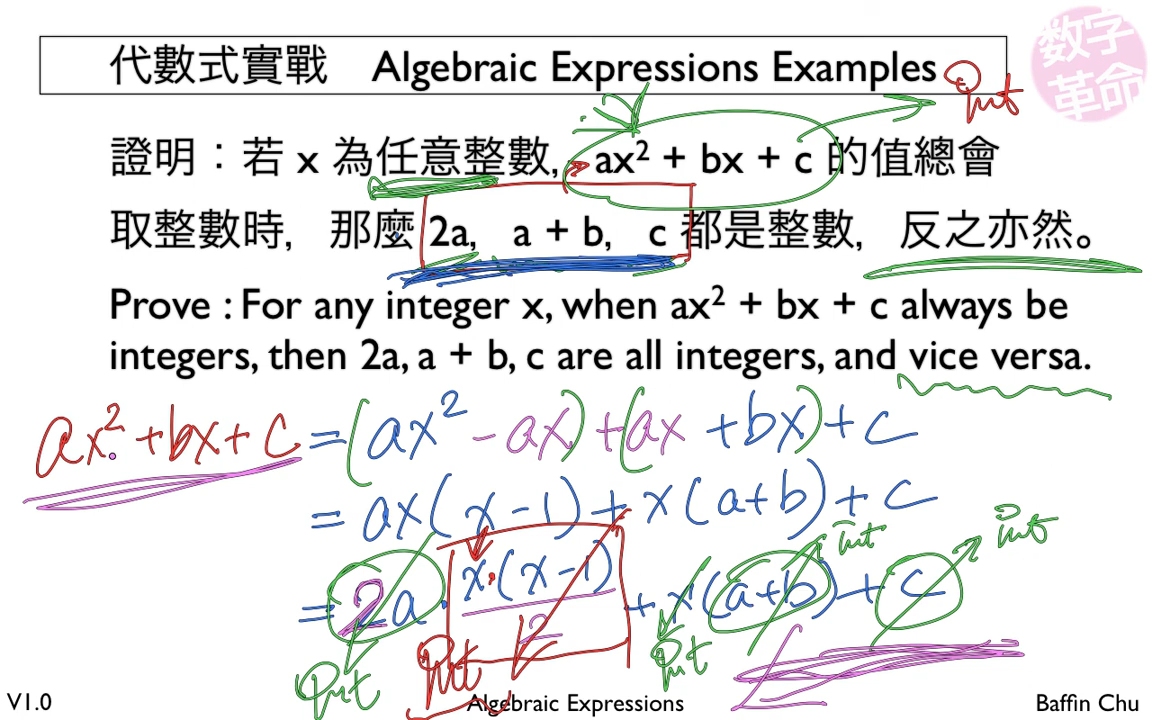 代數式實戰 Algebraic Expressions Examples
数字
革命
int
證明：若 x 為任意整數, ax² + bx + c 的值總會
取整數時, 那麼 2a, a + b, c 都是整數, 反之亦然。
Prove : For any integer x, when ax² + bx + c always be
integers, then 2a, a + b, c are all integers, and vice versa.
ax² + bx + c = (ax² - ax) + (ax + bx) + c
= ax(x - 1) + x(a + b) + c
int int
= 2a · x·(x - 1)/2 + x(a + b) + c
int int int
V1.0 Algebraic Expressions Baffin Chu